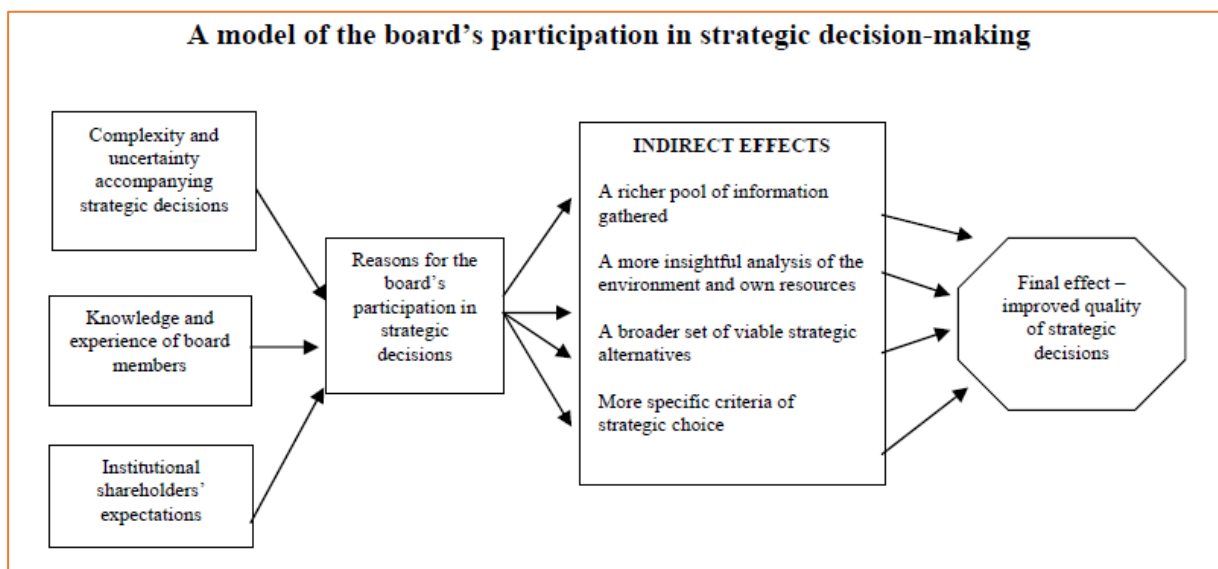 A model of the board's participation in strategic decision-making
Complexity and
uncertainty
accompanying
strategic decisions
Knowledge and
experience of board
members
Institutional
shareholders'
expectations
Reasons for the
board's
participation in
strategic
decisions
INDIRECT EFFECTS
A richer pool of information
gathered
A more insightful analysis of the
environment and own resources
A broader set of viable strategic
alternatives
More specific criteria of
strategic choice
Final effect –
improved quality
of strategic
decisions